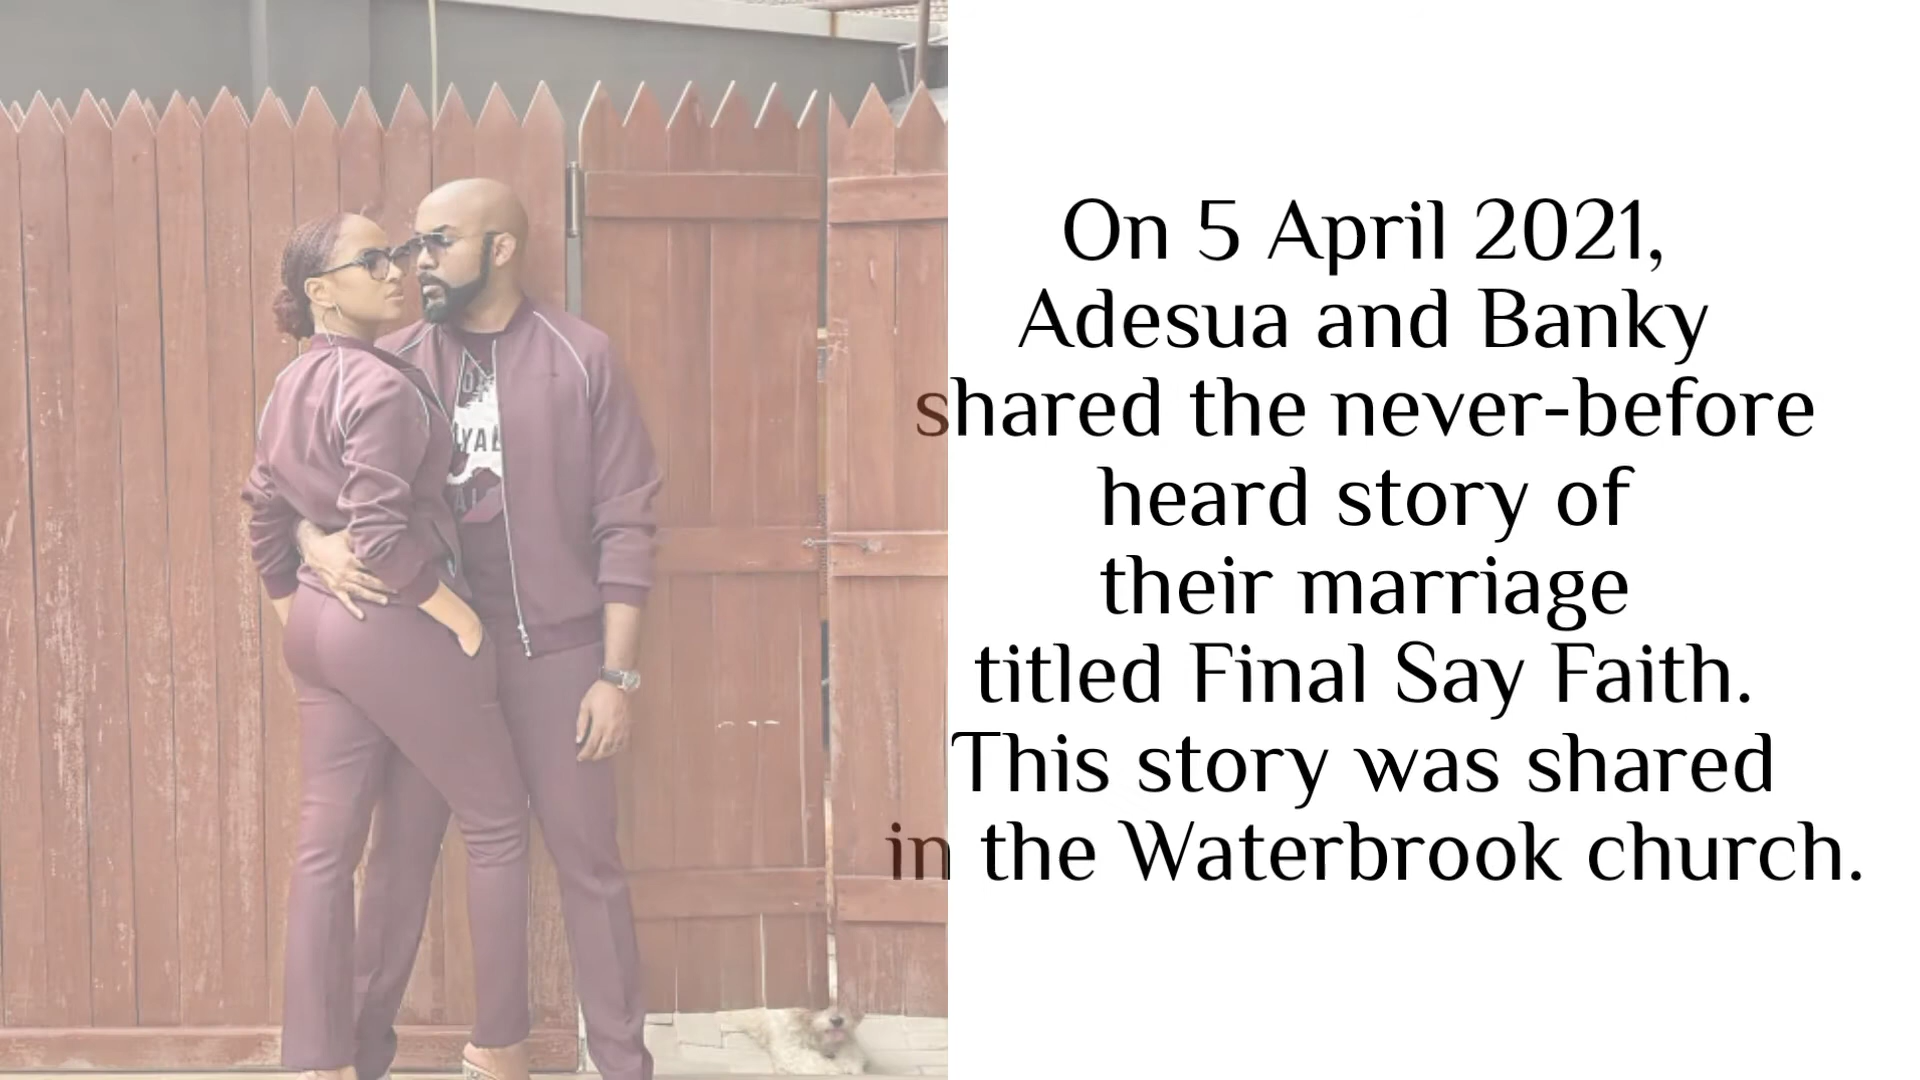 On 5 April 2021,
Adesua and Banky
shared the never-before
heard story of
their marriage
titled Final Say Faith.
This story was shared
in the Waterbrook church.